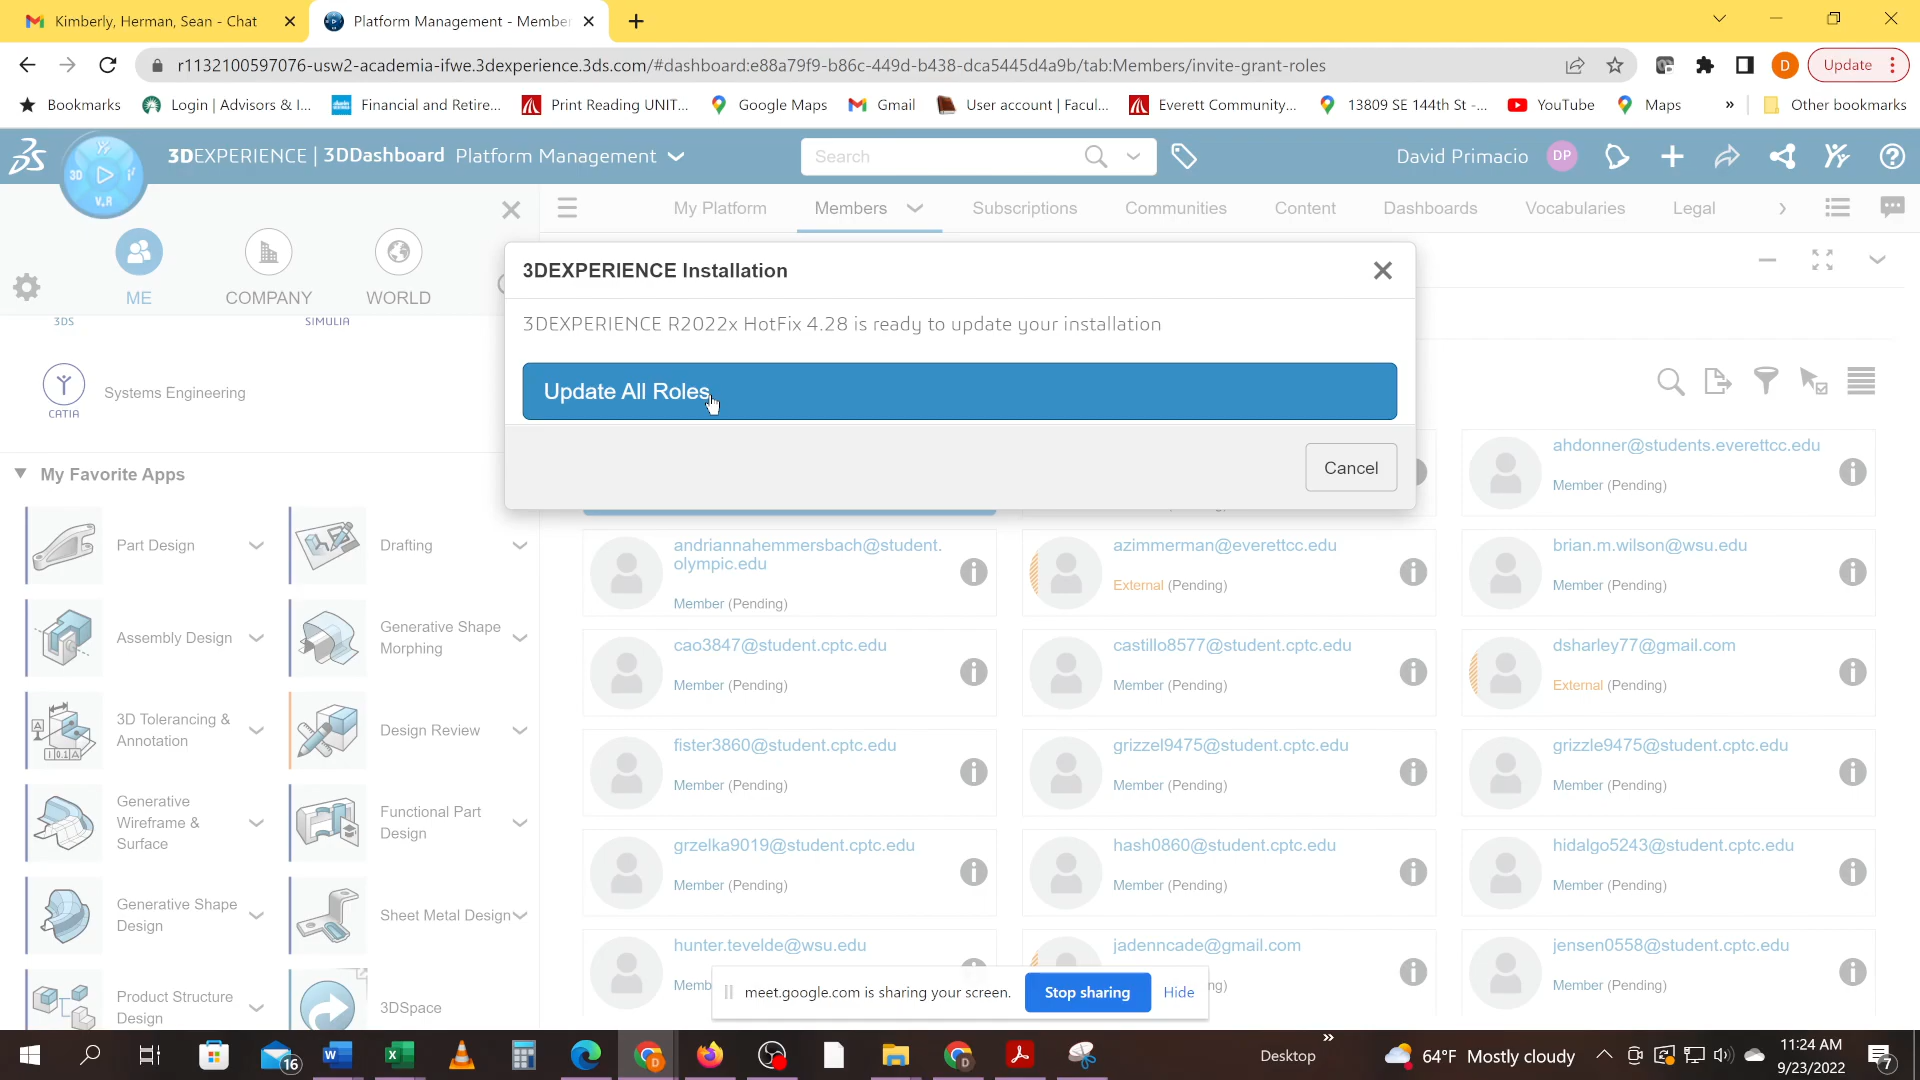 Kimberly, Herman, Sean - Chat
Platform Management - Membe
r1132100597076-usw2-academia-ifwe.3dexperience.3ds.com/#dashboard:e88a79f9-b86c-449d-b438-dca5445d4a9b/tab:Members/invite-grant-roles
D
Update
Bookmarks
Login | Advisors & I...
Financial and Retire...
Print Reading UNIT...
Google Maps
Gmail
User account | Facul...
Everett Community...
13809 SE 144th St -...
YouTube
Maps
»
Other bookmarks
3D
V.R
3DEXPERIENCE | 3DDashboard Platform Management
Search
David Primacio
DP
My Platform
Members
Subscriptions
Communities
Content
Dashboards
Vocabularies
Legal
ME
COMPANY
WORLD
3DS
SIMULIA
CATIA
Systems Engineering
My Favorite Apps
Part Design
Drafting
Assembly Design
Generative Shape
Morphing
3D Tolerancing &
Annotation
Design Review
Generative
Wireframe &
Surface
Functional Part
Design
Generative Shape
Design
Sheet Metal Design
Product Structure
Design
3DSpace
3DEXPERIENCE Installation
3DEXPERIENCE R2022x HotFix 4.28 is ready to update your installation
Update All Roles
Cancel
ahdonner@students.everettcc.edu
Member (Pending)
andriannahemmersbach@student.
olympic.edu
Member (Pending)
azimmerman@everettcc.edu
External (Pending)
brian.m.wilson@wsu.edu
Member (Pending)
cao3847@student.cptc.edu
Member (Pending)
castillo8577@student.cptc.edu
Member (Pending)
dsharley77@gmail.com
External (Pending)
fister3860@student.cptc.edu
Member (Pending)
grizzel9475@student.cptc.edu
Member (Pending)
grizzle9475@student.cptc.edu
Member (Pending)
grzelka9019@student.cptc.edu
Member (Pending)
hash0860@student.cptc.edu
Member (Pending)
hidalgo5243@student.cptc.edu
Member (Pending)
hunter.tevelde@wsu.edu
Memb
jadenncade@gmail.com
ng)
jensen0558@student.cptc.edu
Member (Pending)
meet.google.com is sharing your screen.
Stop sharing
Hide
16
Desktop
»
64°F Mostly cloudy
11:24 AM
9/23/2022
7